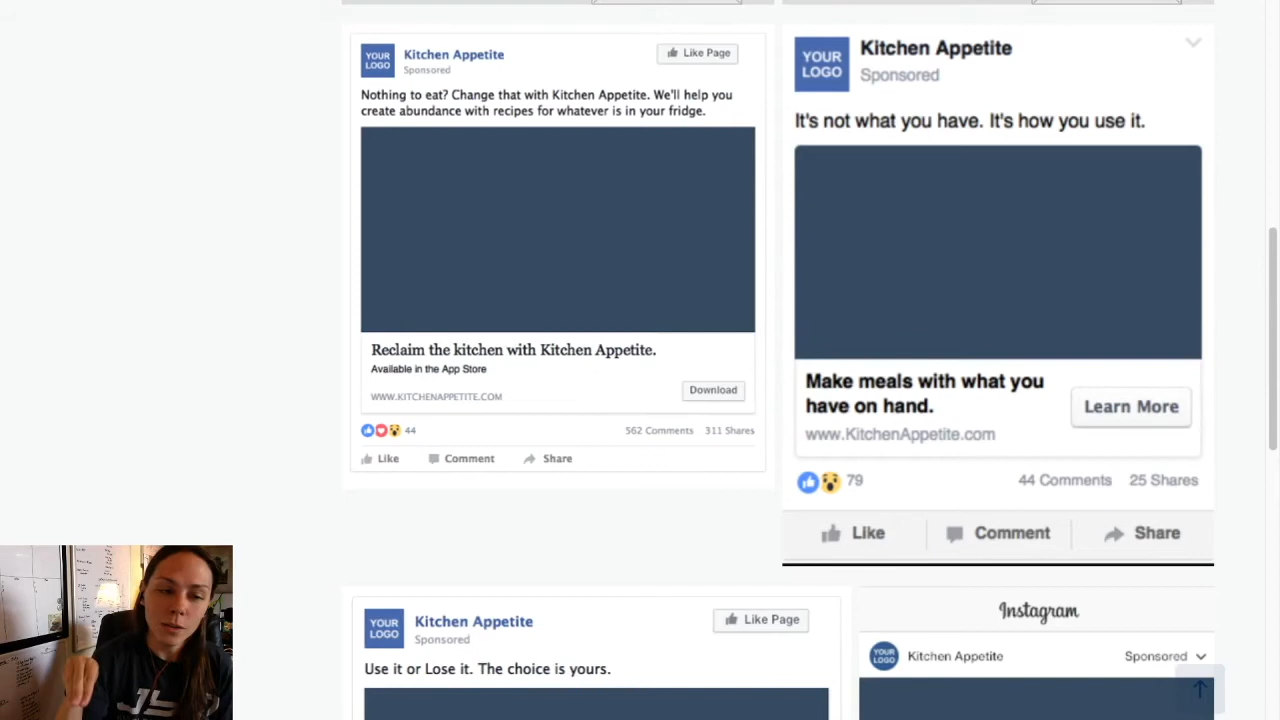 YOUR
LOGO
Kitchen Appetite
Sponsored
Like Page
Nothing to eat? Change that with Kitchen Appetite. We'll help you
create abundance with recipes for whatever is in your fridge.
Reclaim the kitchen with Kitchen Appetite.
Available in the App Store
WWW.KITCHENAPPETITE.COM
Download
44
562 Comments
311 Shares
Like
Comment
Share
YOUR
LOGO
Kitchen Appetite
Sponsored
It's not what you have. It's how you use it.
Make meals with what you
have on hand.
www.KitchenAppetite.com
Learn More
79
44 Comments
25 Shares
Like
Comment
Share
YOUR
LOGO
Kitchen Appetite
Sponsored
Like Page
Use it or Lose it. The choice is yours.
Instagram
YOUR
LOGO
Kitchen Appetite
Sponsored